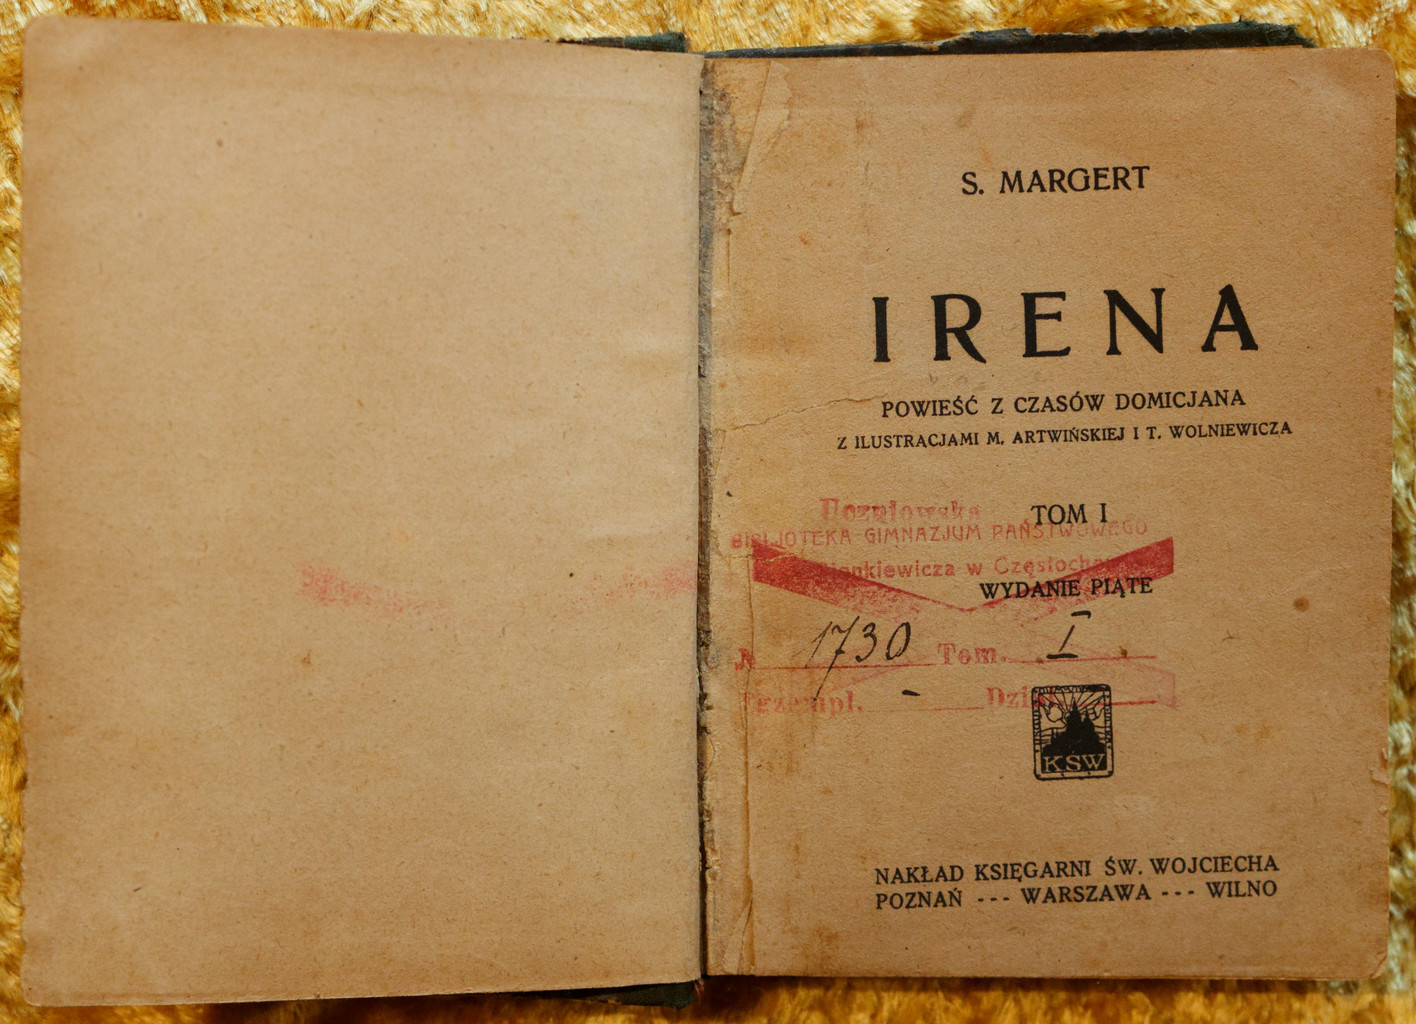 S. MARGERT
IRENA
POWIEŚĆ Z CZASÓW DOMICJANA
Z ILUSTRACJAMI M. ARTWIŃSKIEJ I T. WOLNIEWICZA
TOM I
BIBLJOTEKA GIMNAZJUM PAŃSTWOWEGO
w
WYDANIE PIĄTE
1730 Tom. I
KSW
NAKŁAD KSIĘGARNI ŚW. WOJCIECHA
POZNAŃ --- WARSZAWA --- WILNO